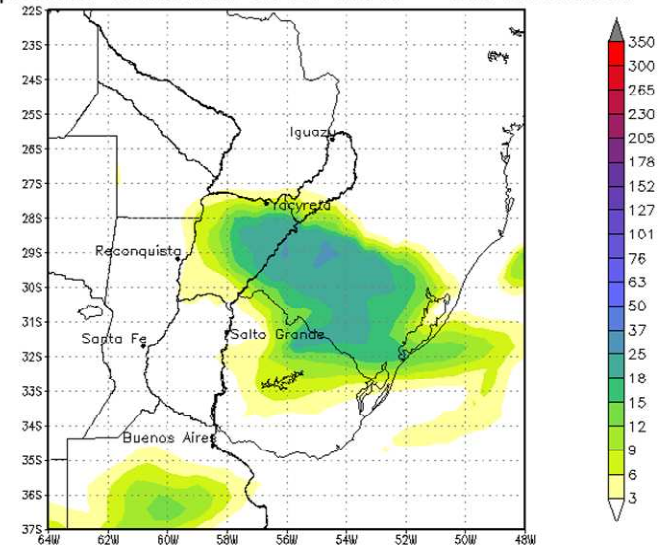 22S
23S
24S
25S
26S
27S
28S
29S
30S
31S
32S
33S
34S
35S
36S
37S
64W 62W 60W 58W 56W 54W 52W 50W 48W
Iguazu
Yacyreta
Reconquista
Santa Fe
Salto Grande
Buenos Aires
350
300
265
230
205
178
152
127
101
76
63
50
37
25
18
15
12
9
6
3